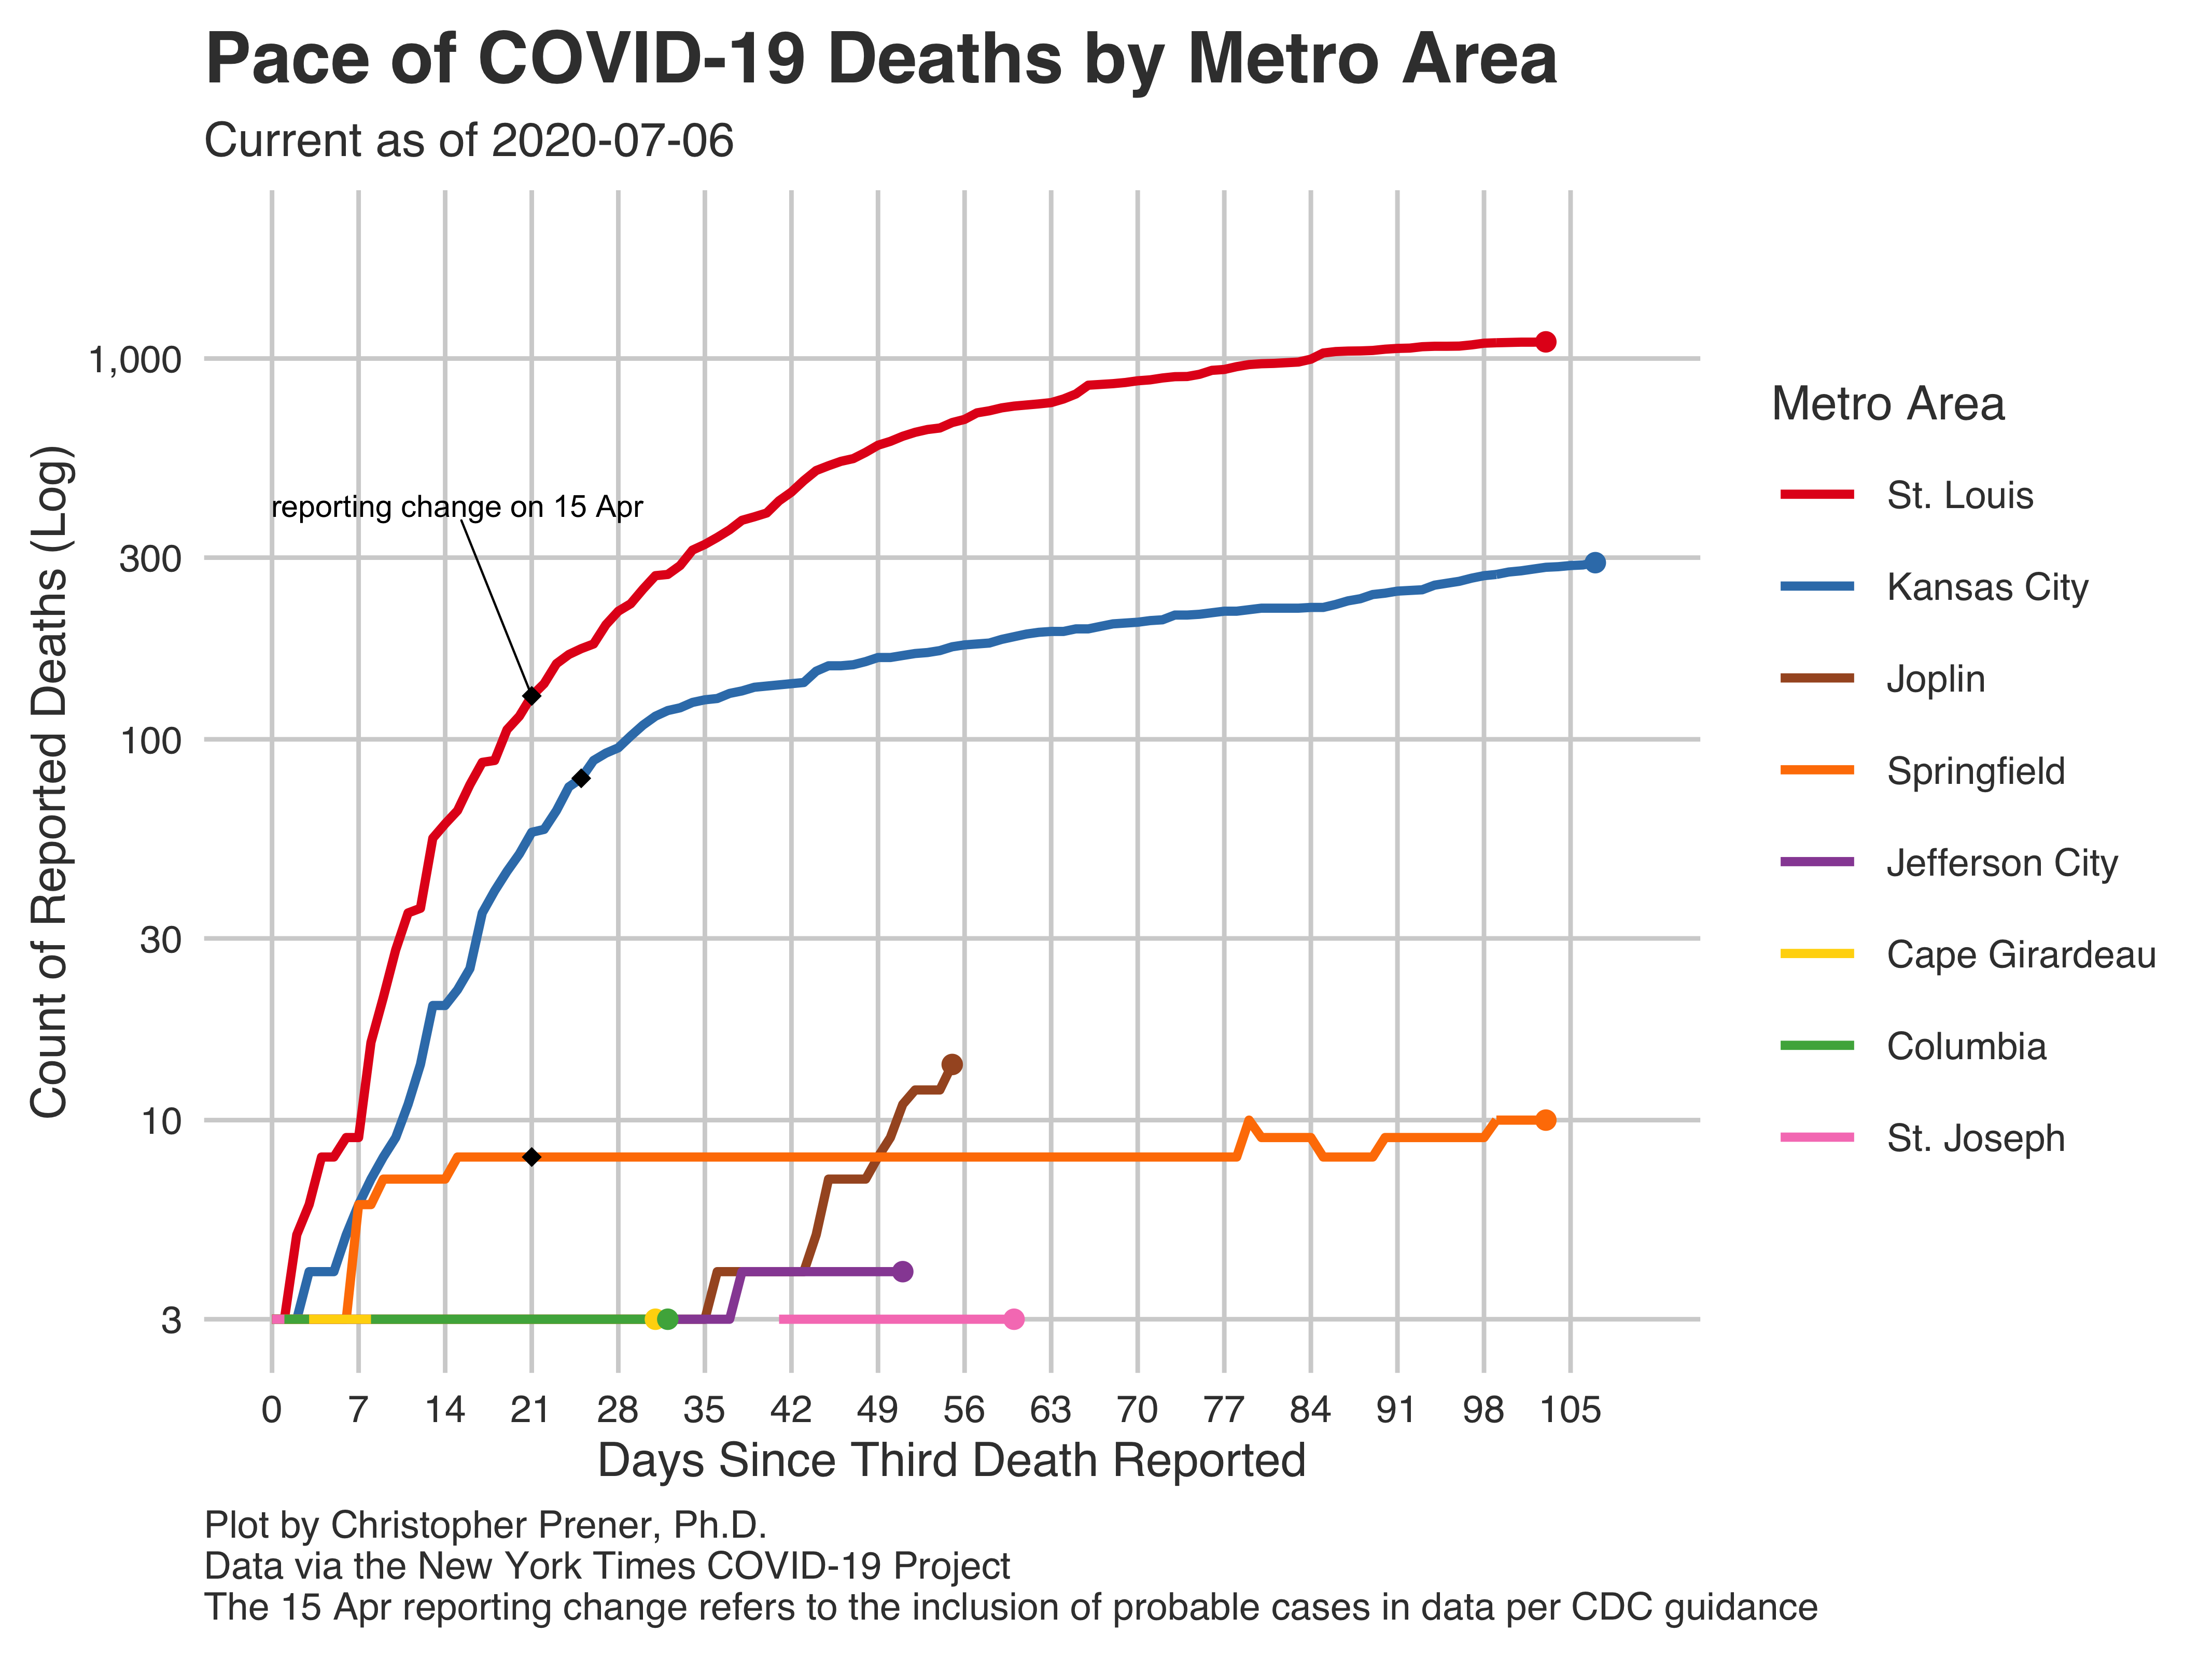 Pace of COVID-19 Deaths by Metro Area
Current as of 2020-07-06
Count of Reported Deaths (Log)
1,000
300
100
30
10
3
reporting change on 15 Apr
0 7 14 21 28 35 42 49 56 63 70 77 84 91 98 105
Days Since Third Death Reported
Metro Area
St. Louis
Kansas City
Joplin
Springfield
Jefferson City
Cape Girardeau
Columbia
St. Joseph
Plot by Christopher Prener, Ph.D.
Data via the New York Times COVID-19 Project
The 15 Apr reporting change refers to the inclusion of probable cases in data per CDC guidance